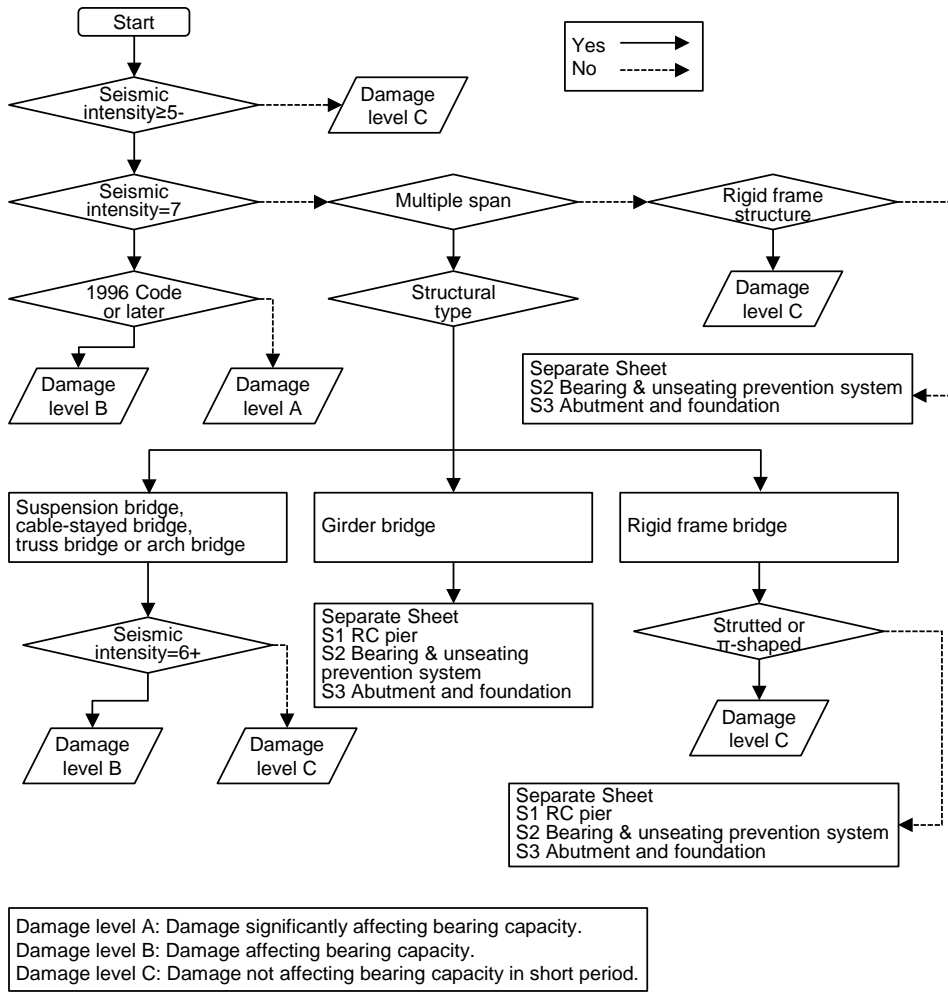 Start
Yes
No
Seismic
intensity≥5-
Damage
level C
Seismic
intensity=7
Multiple span
Rigid frame
structure
1996 Code
or later
Structural
type
Damage
level C
Damage
level B
Damage
level A
Separate Sheet
S2 Bearing & unseating prevention system
S3 Abutment and foundation
Suspension bridge,
cable-stayed bridge,
truss bridge or arch bridge
Girder bridge
Rigid frame bridge
Seismic
intensity=6+
Separate Sheet
S1 RC pier
S2 Bearing & unseating
prevention system
S3 Abutment and foundation
Strutted or
π-shaped
Damage
level B
Damage
level C
Damage
level C
Separate Sheet
S1 RC pier
S2 Bearing & unseating prevention system
S3 Abutment and foundation
Damage level A: Damage significantly affecting bearing capacity.
Damage level B: Damage affecting bearing capacity.
Damage level C: Damage not affecting bearing capacity in short period.